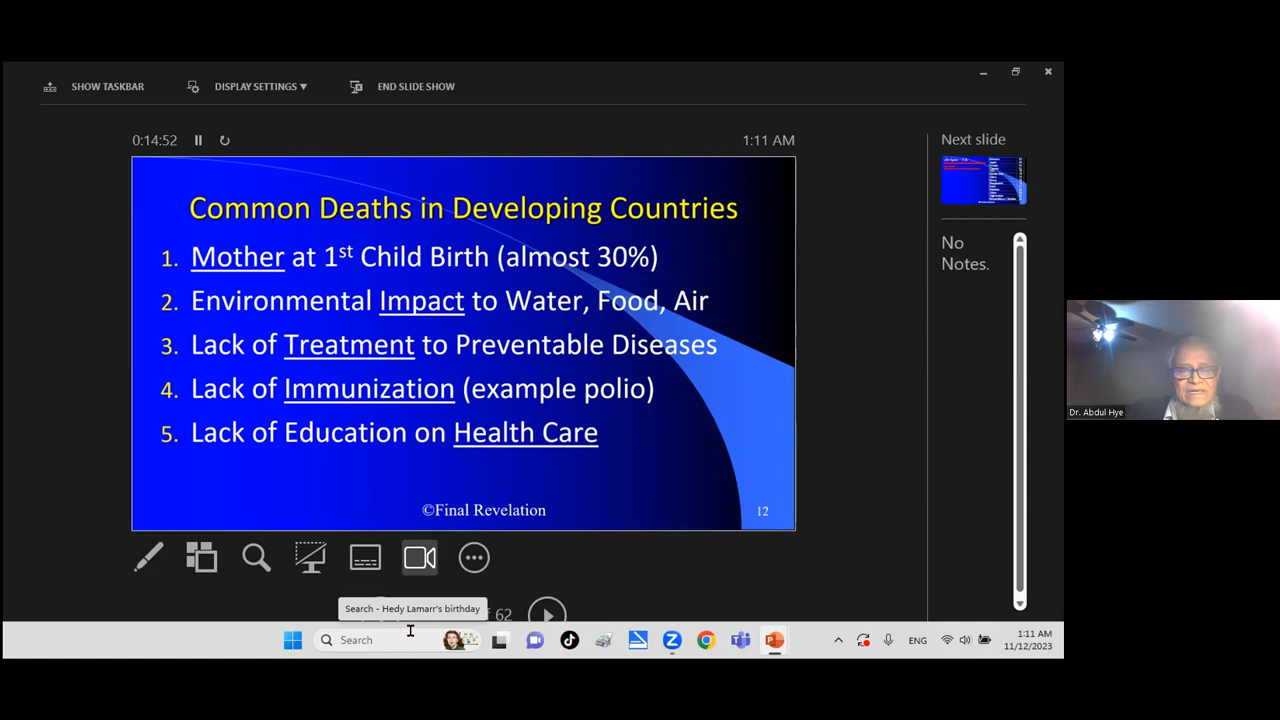 SHOW TASKBAR
DISPLAY SETTINGS ▼
END SLIDE SHOW
0:14:52
1:11 AM
Next slide
Common Deaths in Developing Countries
1. Mother at 1st Child Birth (almost 30%)
2. Environmental Impact to Water, Food, Air
3. Lack of Treatment to Preventable Diseases
4. Lack of Immunization (example polio)
5. Lack of Education on Health Care
©Final Revelation
12
No
Notes.
Dr. Abdul Hye
Search - Hedy Lamarr's birthday
62
Search
ENG
1:11 AM
11/12/2023